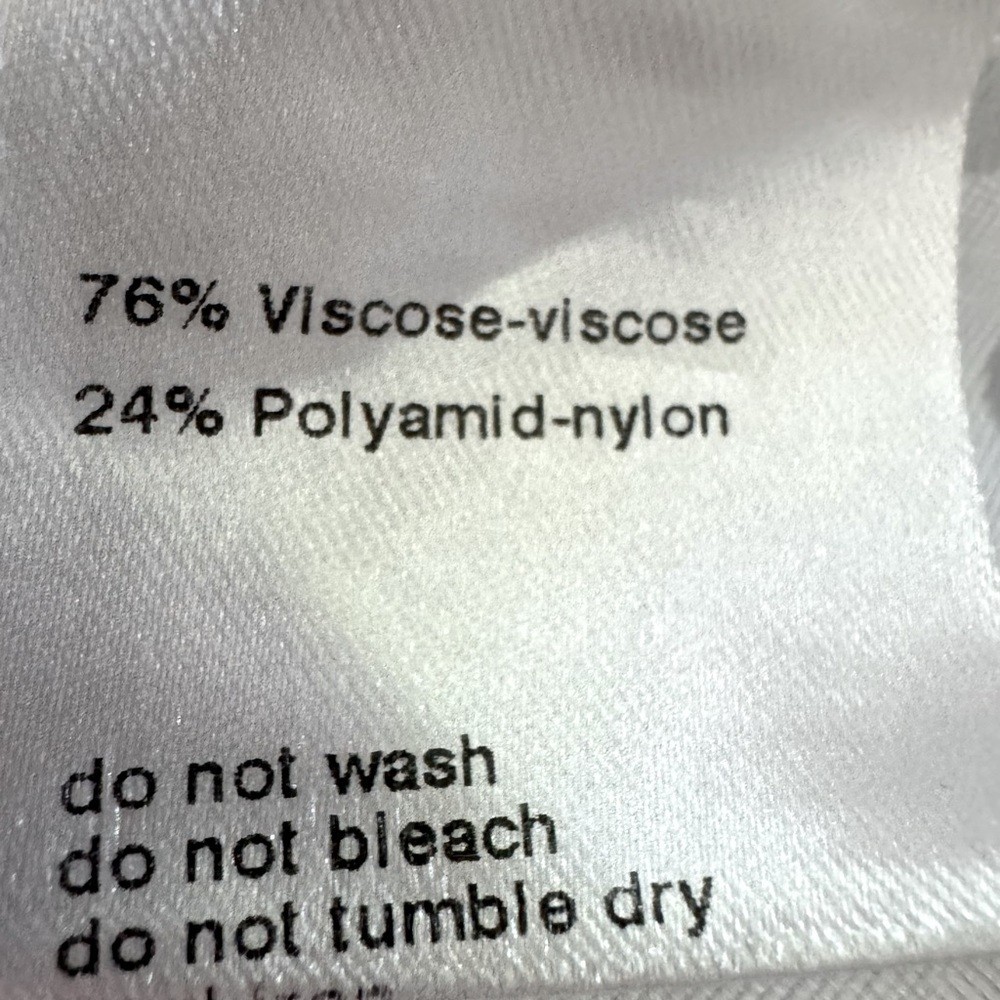 76% Viscose-viscose
24% Polyamid-nylon
do not wash
do not bleach
do not tumble dry